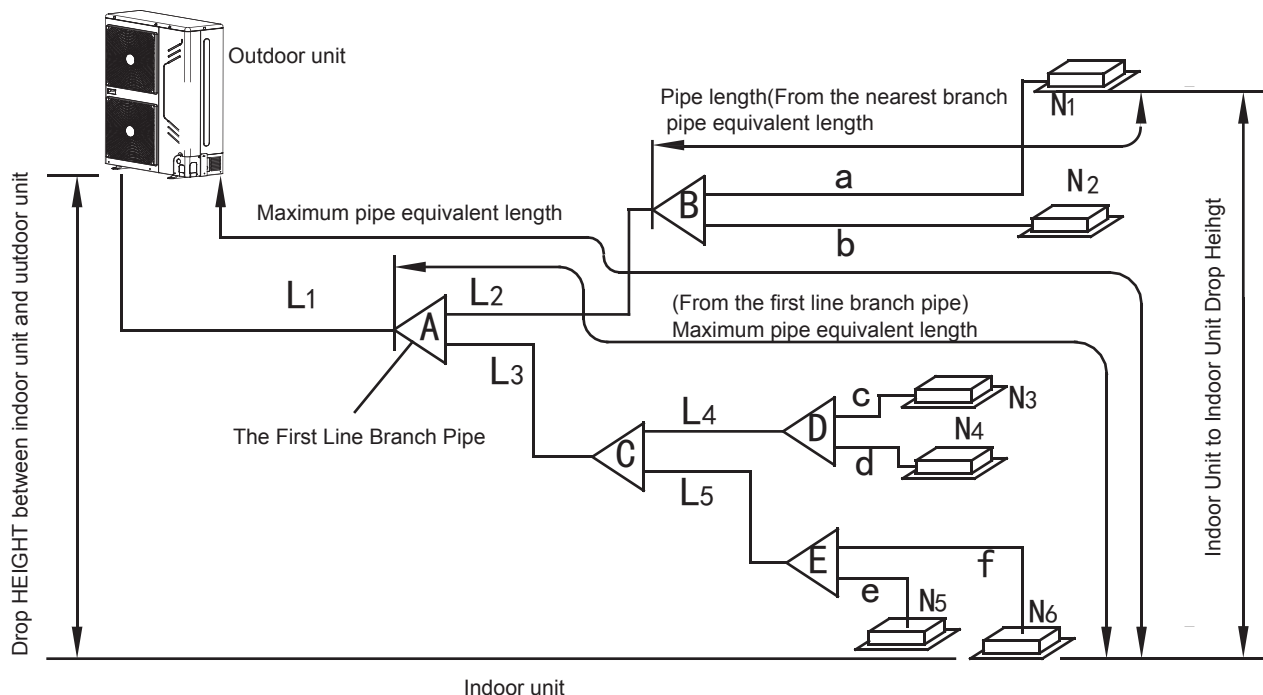 Outdoor unit
Pipe length(From the nearest branch
pipe equivalent length
N1
a
N2
B
b
Maximum pipe equivalent length
L1
L2
A
(From the first line branch pipe)
Maximum pipe equivalent length
L3
The First Line Branch Pipe
c
N3
L4
D
N4
d
C
L5
E
f
e
N5
N6
Drop HEIGHT between indoor unit and uutdoor unit
Indoor Unit to Indoor Unit Drop Heihgt
Indoor unit